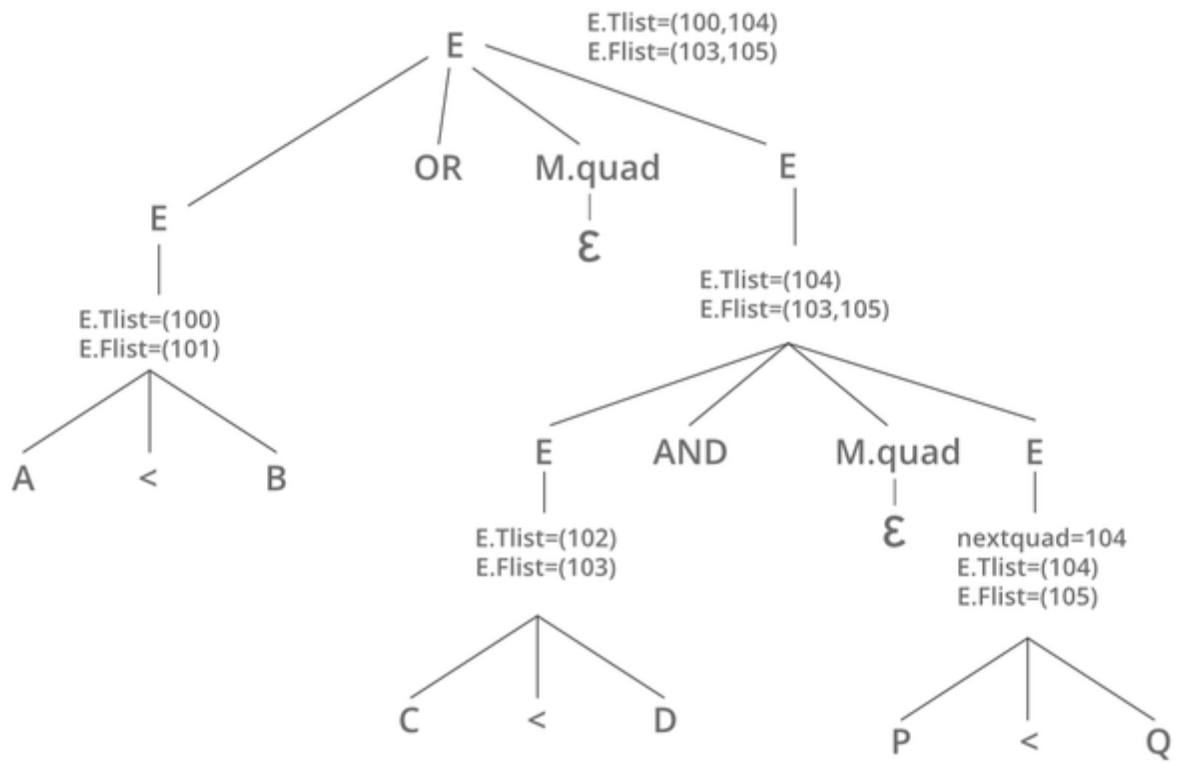 E.Tlist=(100,104)
E.Flist=(103,105)
E
OR
M.quad
E
E
ε
E.Tlist=(104)
E.Flist=(103,105)
E.Tlist=(100)
E.Flist=(101)
E
AND
M.quad
E
A
<
B
ε
E.Tlist=(102)
E.Flist=(103)
nextquad=104
E.Tlist=(104)
E.Flist=(105)
C
<
D
P
<
Q